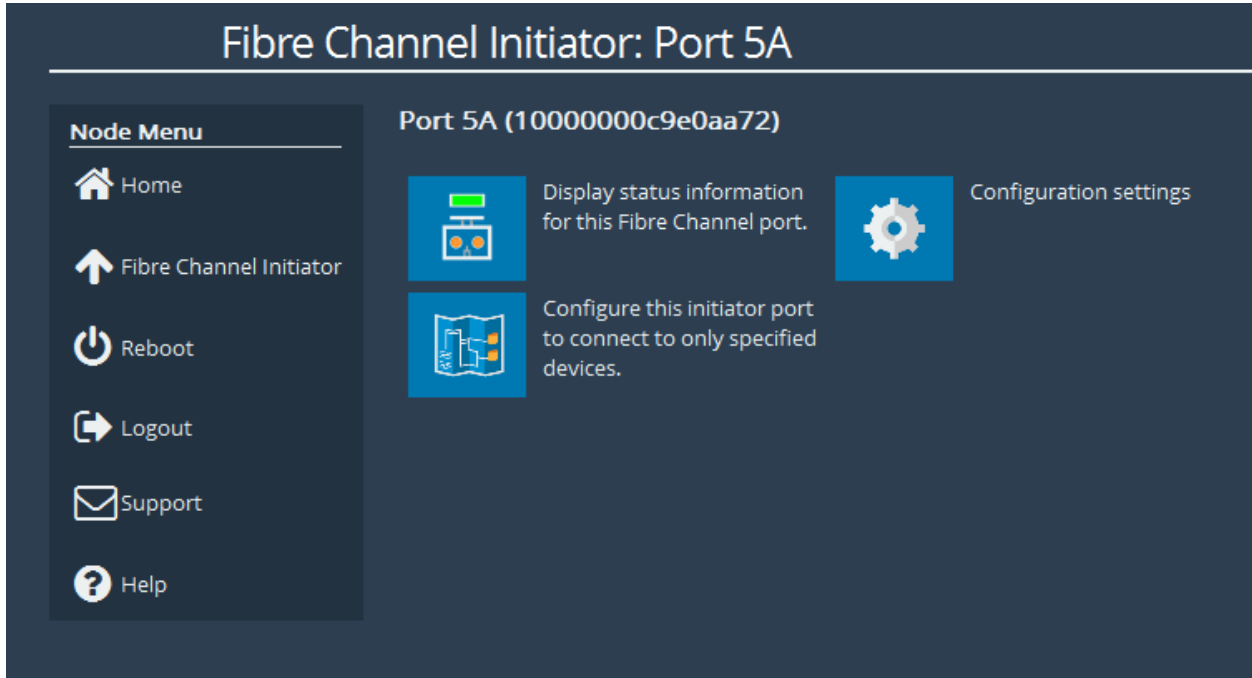 Fibre Channel Initiator: Port 5A
Node Menu
Home
Fibre Channel Initiator
Reboot
Logout
Support
Help
Port 5A (10000000c9e0aa72)
Display status information
for this Fibre Channel port.
Configuration settings
Configure this initiator port
to connect to only specified
devices.